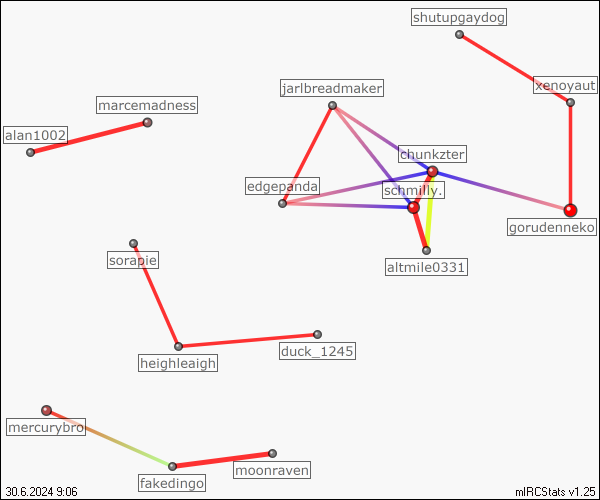 shutupgaydog
xenoyaut
jarlbreadmaker
marcemadness
alan1002
chunkzter
edgepanda
schmilly.
gorudenneko
sorapie
altmile0331
heighleaigh
duck_1245
mercurybro
moonraven
fakedingo
30.6.2024 9:06
mIRCStats v1.25